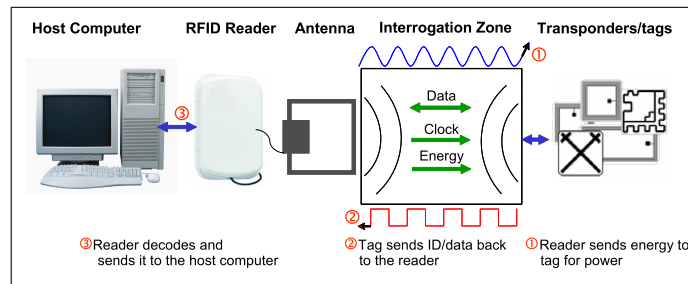 Host Computer
RFID Reader
Antenna
Interrogation Zone
Transponders/tags
①
③
Data
Clock
Energy
②
③Reader decodes and
sends it to the host computer
②Tag sends ID/data back
to the reader
①Reader sends energy to
tag for power